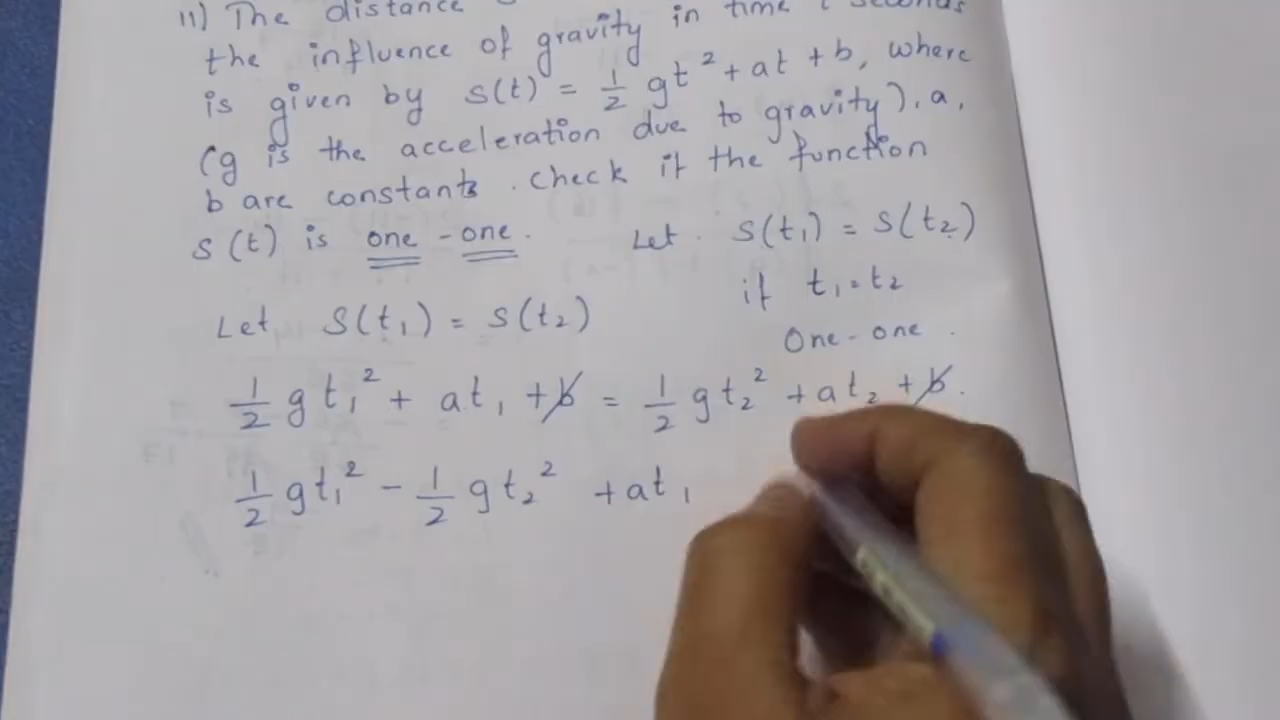 11) The distance
the influence of gravity in time t seconds
is given by S(t) = 1/2 gt² + at + b, where
(g is the acceleration due to gravity), a,
b are constants. Check if the function
S(t) is one-one.
Let S(t₁) = S(t₂)
if t₁ = t₂
One-one.
Let S(t₁) = S(t₂)
1/2 gt₁² + at₁ + b = 1/2 gt₂² + at₂ + b.
1/2 gt₁² - 1/2 gt₂² + at₁